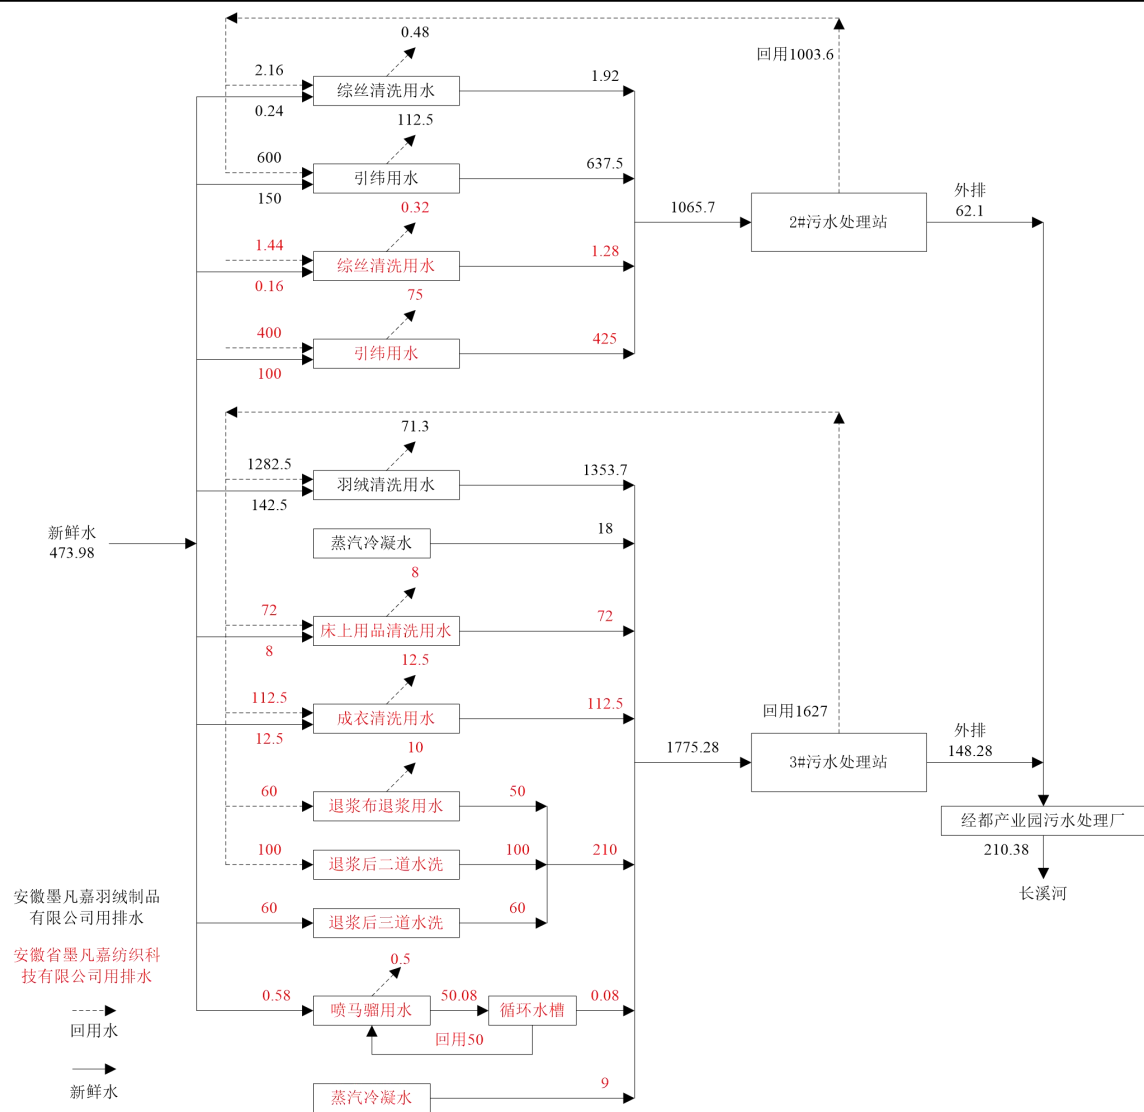 0.48
回用1003.6
2.16
综丝清洗用水
1.92
0.24
112.5
600
引纬用水
637.5
150
0.32
1065.7
2#污水处理站
外排
62.1
1.44
综丝清洗用水
1.28
0.16
75
400
引纬用水
425
100
71.3
1282.5
羽绒清洗用水
1353.7
142.5
新鲜水
473.98
蒸汽冷凝水
18
8
72
床上用品清洗用水
72
8
12.5
112.5
成衣清洗用水
112.5
12.5
回用1627
1775.28
3#污水处理站
外排
148.28
10
60
退浆布退浆用水
50
经都产业园污水处理厂
210.38
长溪河
100
退浆后二道水洗
100
210
60
退浆后三道水洗
60
安徽墨凡嘉羽绒制品
有限公司用排水
安徽省墨凡嘉纺织科
技有限公司用排水
0.5
0.58
喷马骝用水
50.08
循环水槽
0.08
回用50
回用水
新鲜水
蒸汽冷凝水
9